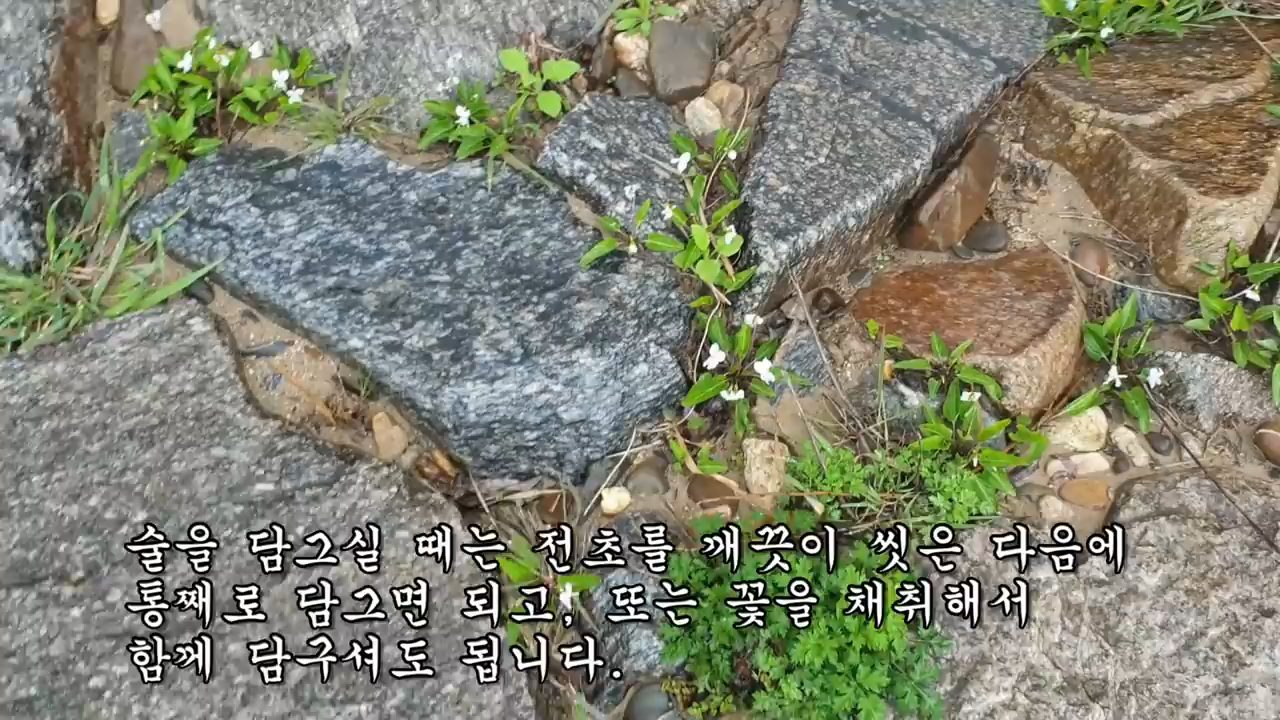 술을 담그실 때는 전초를 깨끗이 씻은 다음에
통째로 담그면 되고, 또는 꽃을 채취해서
함께 담구셔도 됩니다.